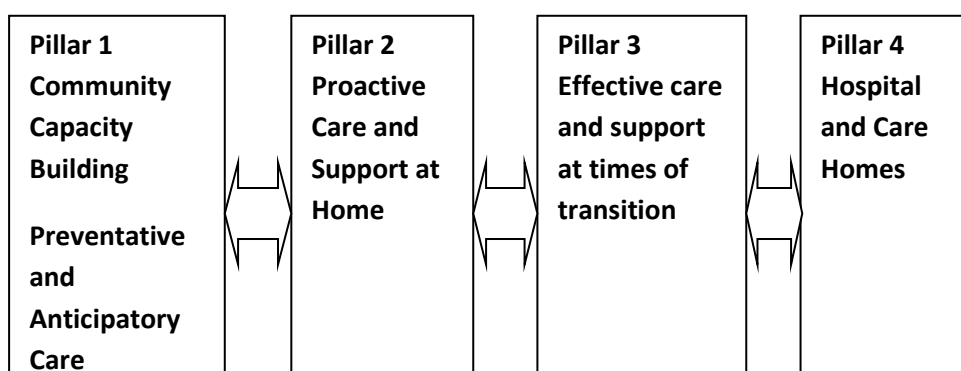 Pillar 1
Community
Capacity
Building
Preventative
and
Anticipatory
Care
Pillar 2
Proactive
Care and
Support at
Home
Pillar 3
Effective care
and support
at times of
transition
Pillar 4
Hospital
and Care
Homes